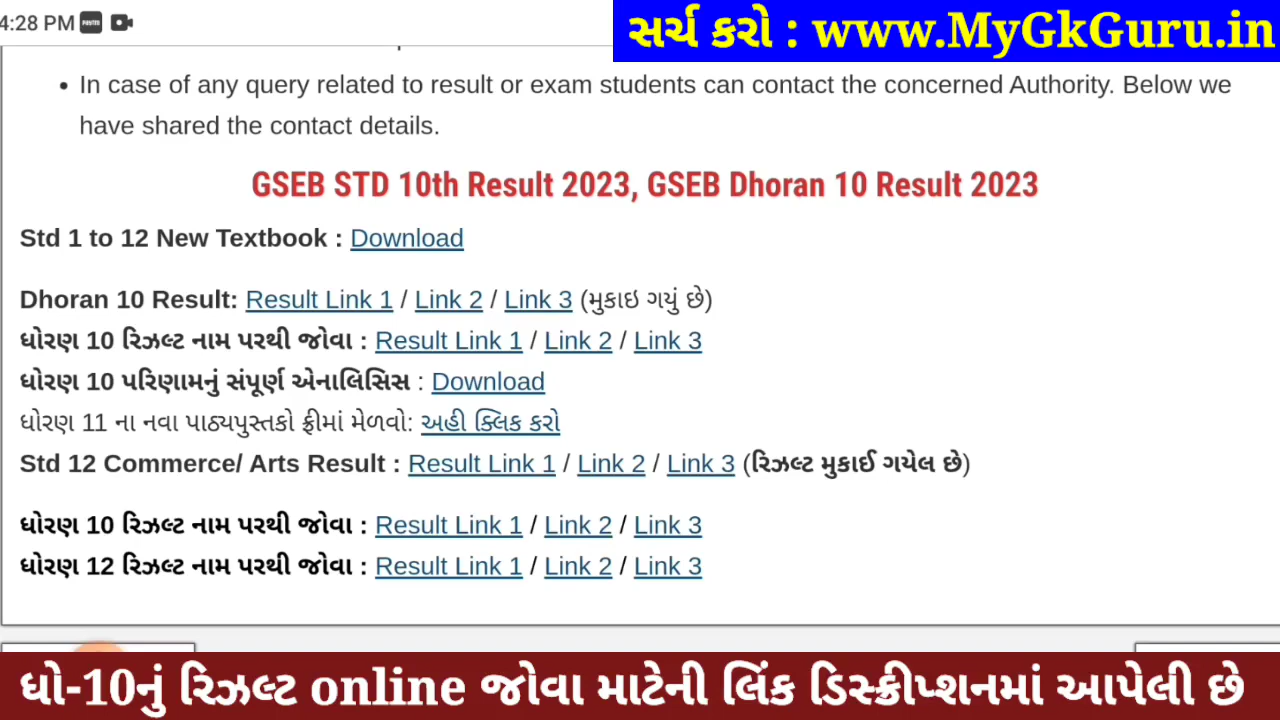 4:28 PM
સર્ચ કરો : www.MyGkGuru.in
In case of any query related to result or exam students can contact the concerned Authority. Below we
have shared the contact details.
GSEB STD 10th Result 2023, GSEB Dhoran 10 Result 2023
Std 1 to 12 New Textbook : Download
Dhoran 10 Result: Result Link 1 / Link 2 / Link 3 (મુકાઇ ગયું છે)
ધોરણ 10 રિઝલ્ટ નામ પરથી જોવા : Result Link 1 / Link 2 / Link 3
ધોરણ 10 પરિણામનું સંપૂર્ણ એનાલિસિસ : Download
ધોરણ 11 ના નવા પાઠ્યપુસ્તકો ફ્રીમાં મેળવો: અહી ક્લિક કરો
Std 12 Commerce/ Arts Result : Result Link 1 / Link 2 / Link 3 (રિઝલ્ટ મુકાઈ ગયેલ છે)
ધોરણ 10 રિઝલ્ટ નામ પરથી જોવા : Result Link 1 / Link 2 / Link 3
ધોરણ 12 રિઝલ્ટ નામ પરથી જોવા : Result Link 1 / Link 2 / Link 3
ધો-10નું રિઝલ્ટ online જોવા માટેની લિંક ડિસ્ક્રીપ્શનમાં આપેલી છે